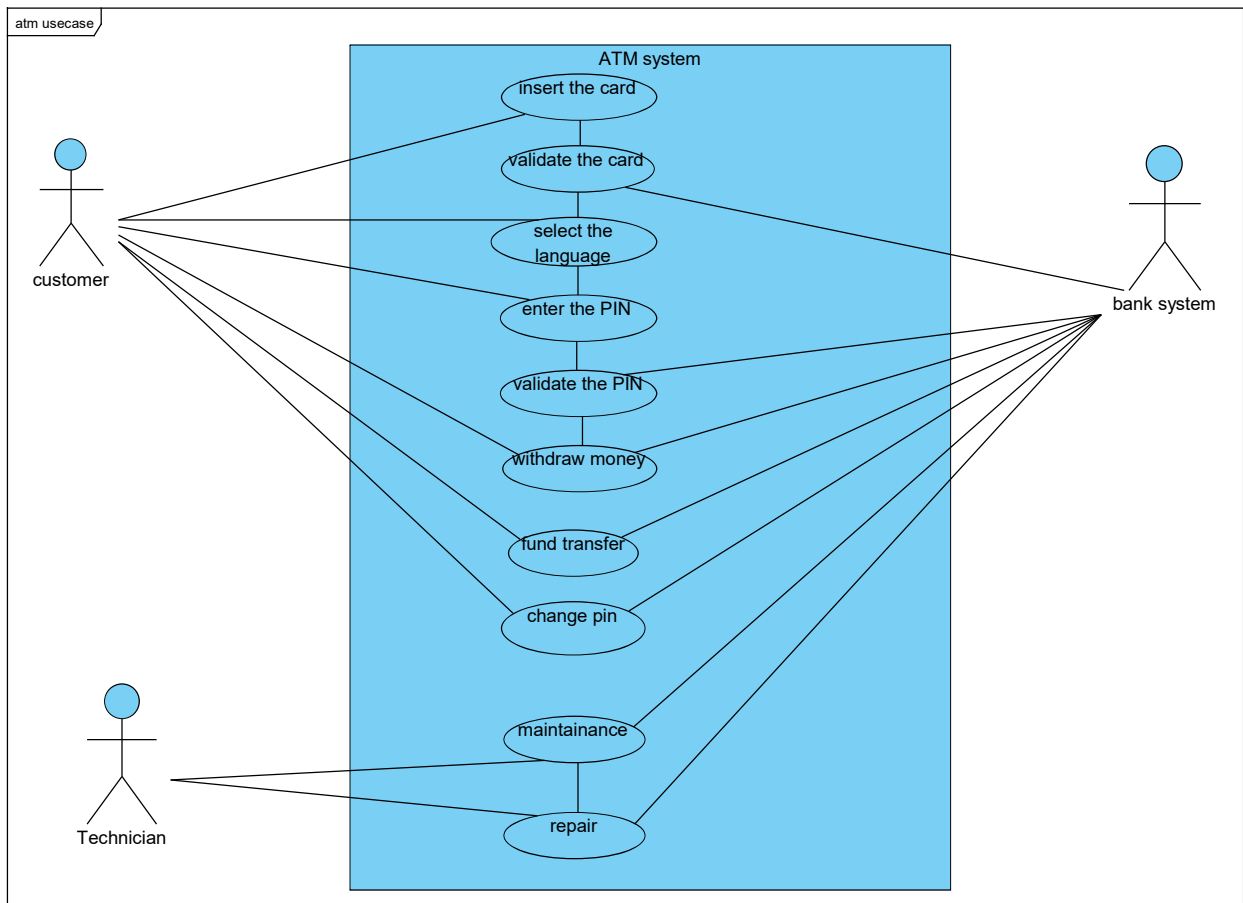 atm usecase
ATM system
insert the card
validate the card
select the
language
customer
bank system
enter the PIN
validate the PIN
withdraw money
fund transfer
change pin
maintainance
Technician
repair